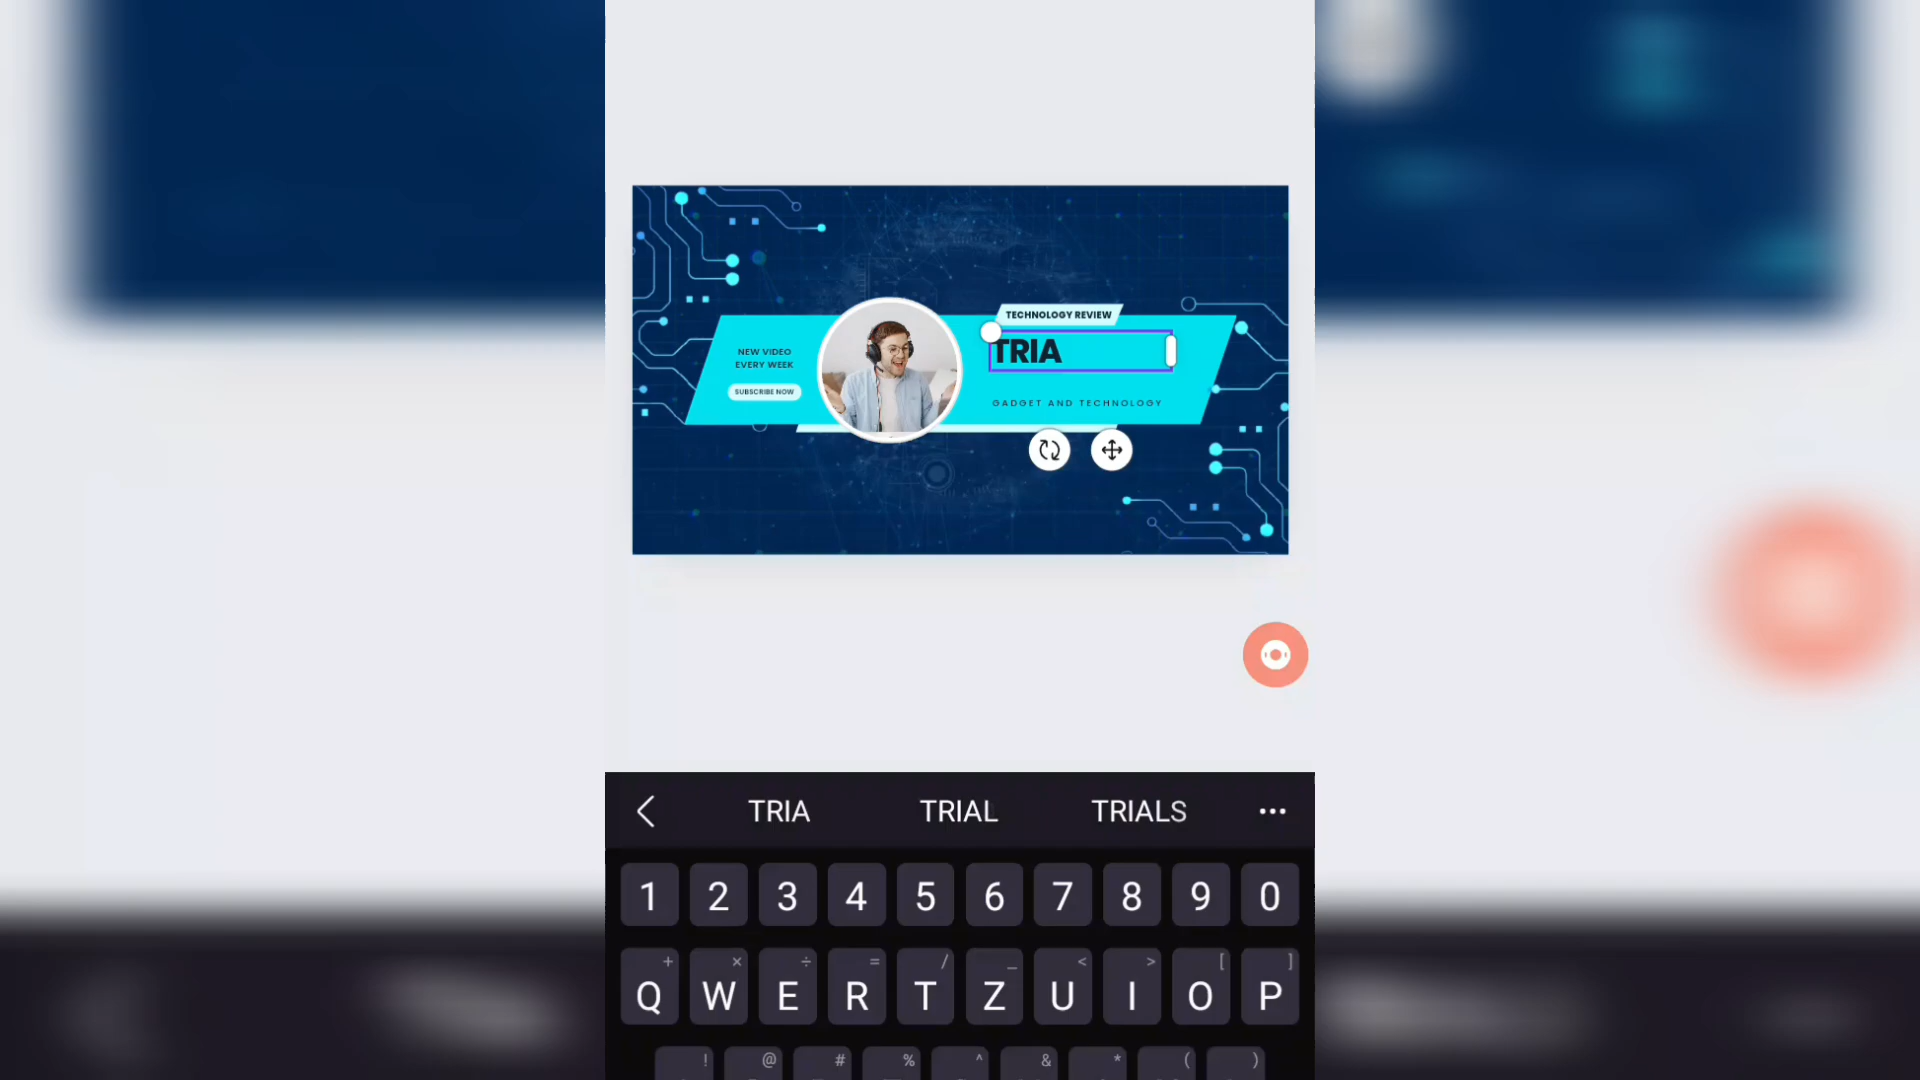 TECHNOLOGY REVIEW
TRIA
NEW VIDEO
EVERY WEEK
SUBSCRIBE NOW
GADGET AND TECHNOLOGY
TRIA TRIAL TRIALS ...
1 2 3 4 5 6 7 8 9 0
+ × ÷ = / _ < > [ ]
Q W E R T Z U I O P
! @ # % ^ & * ( )